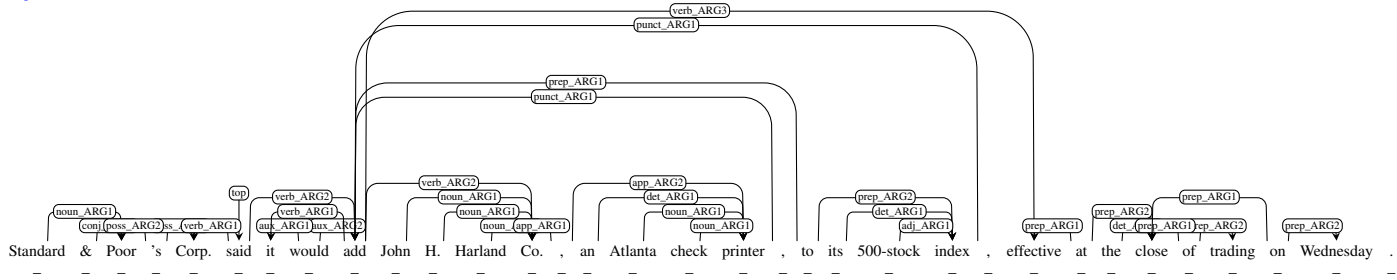 verb_ARG3
punct_ARG1
prep_ARG1
punct_ARG1
verb_ARG2 app_ARG2
top verb_ARG2 noun_ARG1 det_ARG1 prep_ARG2 prep_ARG1
noun_ARG1 verb_ARG1 noun_ARG1 noun_ARG1 det_ARG1 prep_ARG2
poss_ARG2 verb_ARG1 aux_ARG1 aux_ARG2 app_ARG1 noun_ARG1 adj_ARG1 prep_ARG1 prep_ARG1 prep_ARG2
Standard & Poor 's Corp. said it would add John H. Harland Co. , an Atlanta check printer , to its 500-stock index , effective at the close of trading on Wednesday .